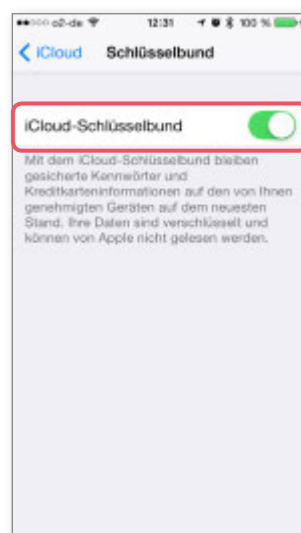 o2-de 12:31 100 %
iCloud Schlüsselbund
iCloud-Schlüsselbund
Mit dem iCloud-Schlüsselbund bleiben
gesicherte Kennwörter und
Kreditkarteninformationen auf den von Ihnen
genehmigten Geräten auf dem neuesten
Stand. Ihre Daten sind verschlüsselt und
können von Apple nicht gelesen werden.